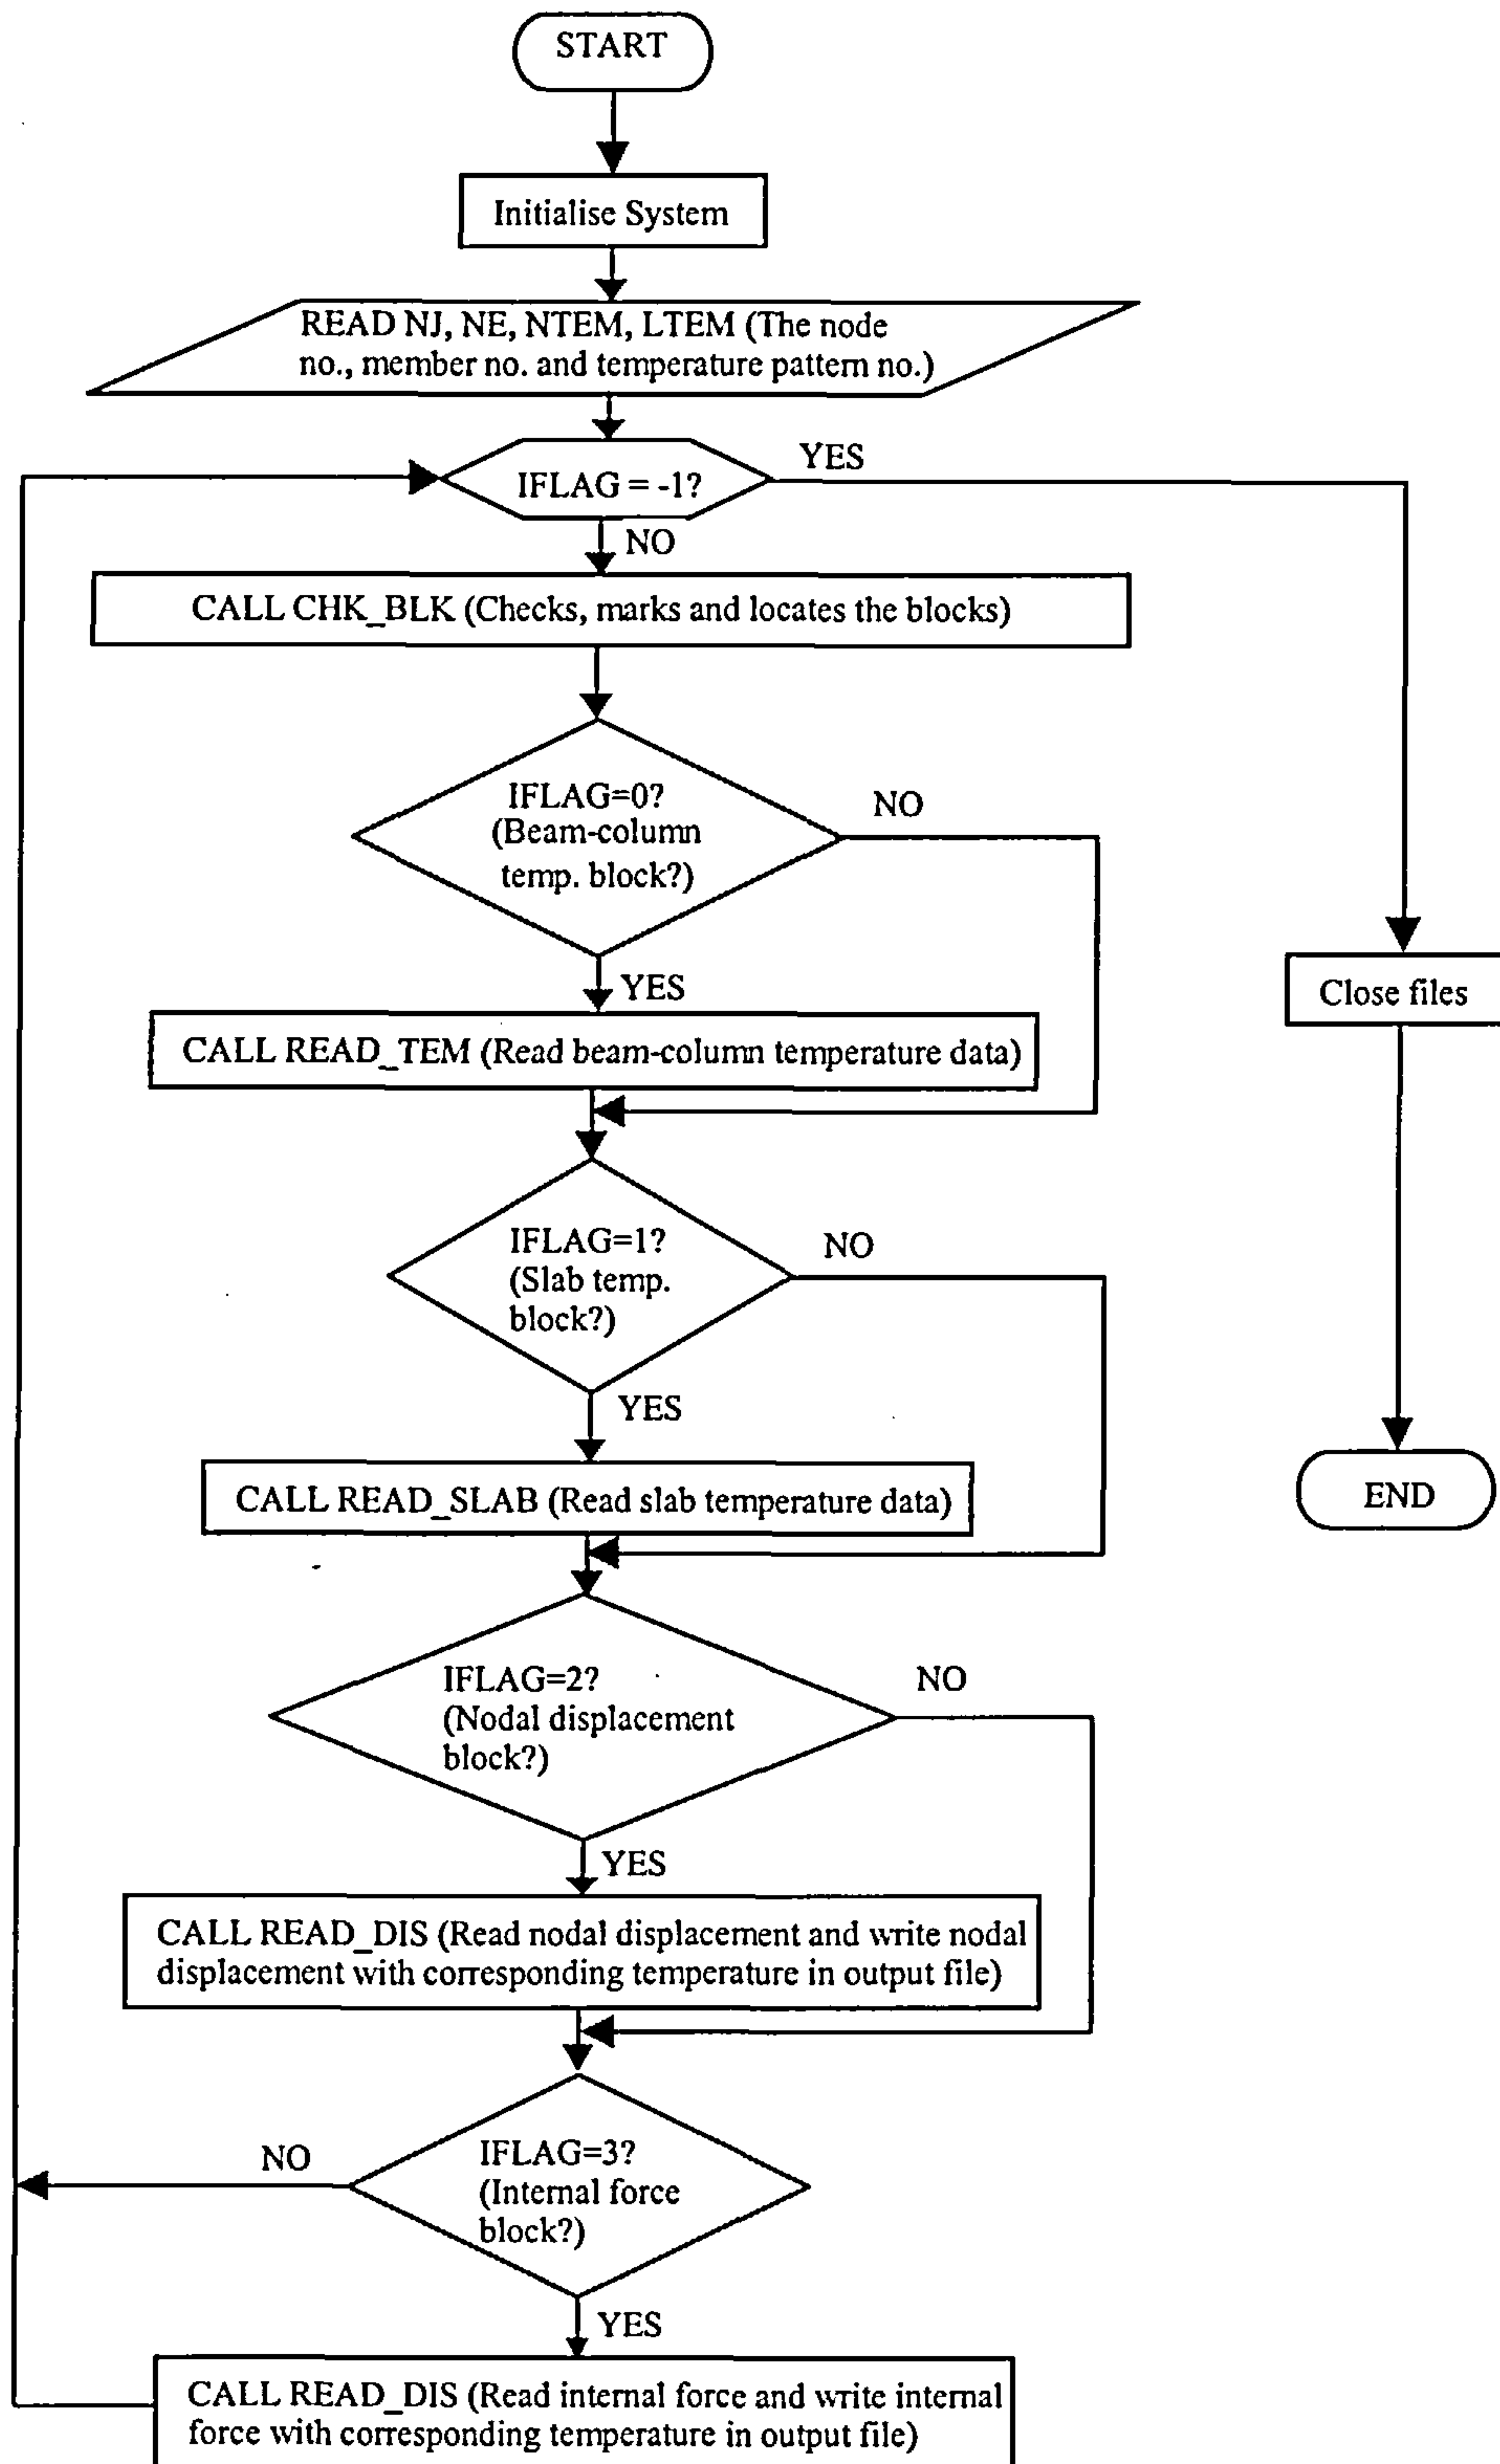 START
Initialise System
READ NJ, NE, NTEM, LTEM (The node
no., member no. and temperature pattern no.)
IFLAG = -1?
YES
NO
CALL CHK_BLK (Checks, marks and locates the blocks)
IFLAG=0?
(Beam-column
temp. block?)
NO
YES
Close files
CALL READ_TEM (Read beam-column temperature data)
IFLAG=1?
(Slab temp.
block?)
NO
YES
CALL READ_SLAB (Read slab temperature data)
END
IFLAG=2?
(Nodal displacement
block?)
NO
YES
CALL READ_DIS (Read nodal displacement and write nodal
displacement with corresponding temperature in output file)
NO
IFLAG=3?
(Internal force
block?)
YES
CALL READ_DIS (Read internal force and write internal
force with corresponding temperature in output file)